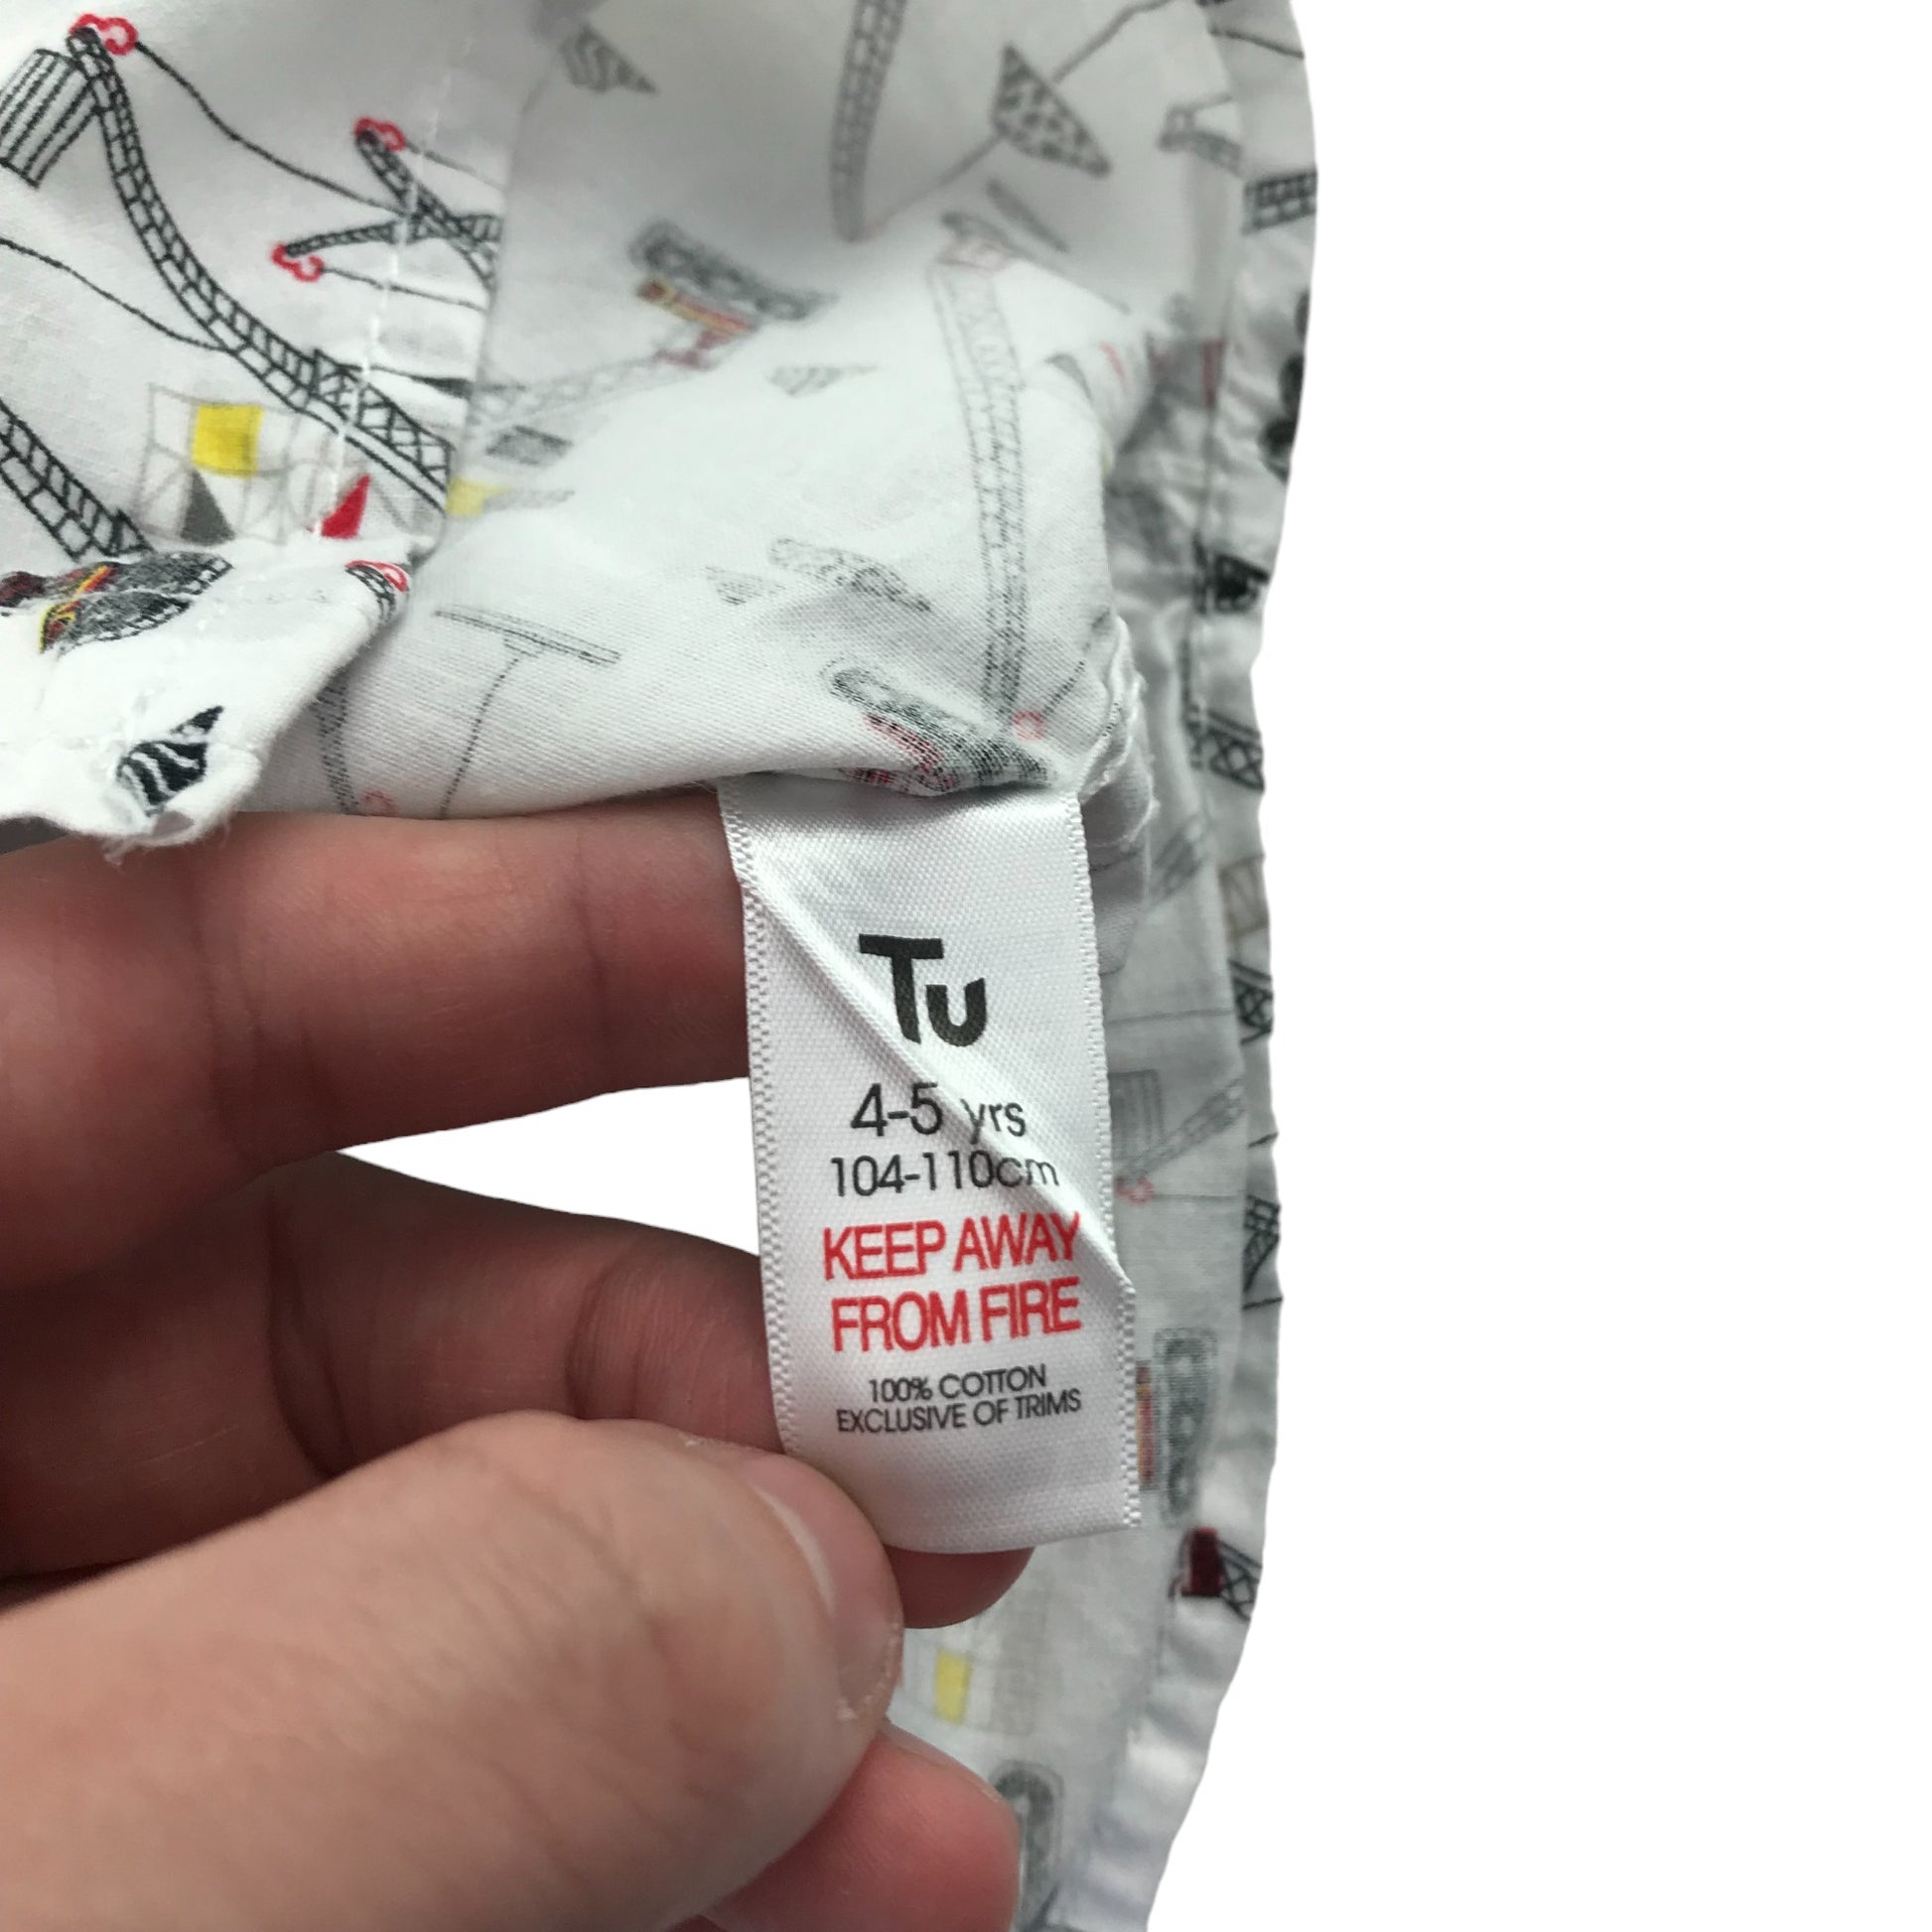 Tu
4-5 yrs
104-110cm
KEEP AWAY
FROM FIRE
100% COTTON
EXCLUSIVE OF TRIMS